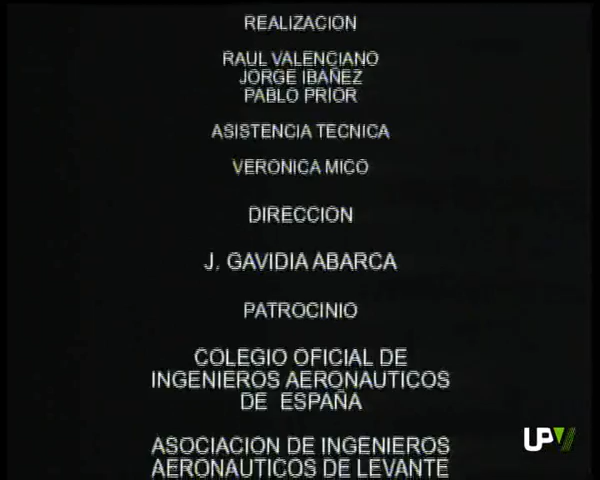 REALIZACION
RAUL VALENCIANO
JORGE IBAÑEZ
PABLO PRIOR
ASISTENCIA TECNICA
VERONICA MICO
DIRECCION
J. GAVIDIA ABARCA
PATROCINIO
COLEGIO OFICIAL DE
INGENIEROS AERONAUTICOS
DE ESPAÑA
ASOCIACION DE INGENIEROS
AERONAUTICOS DE LEVANTE
UPV